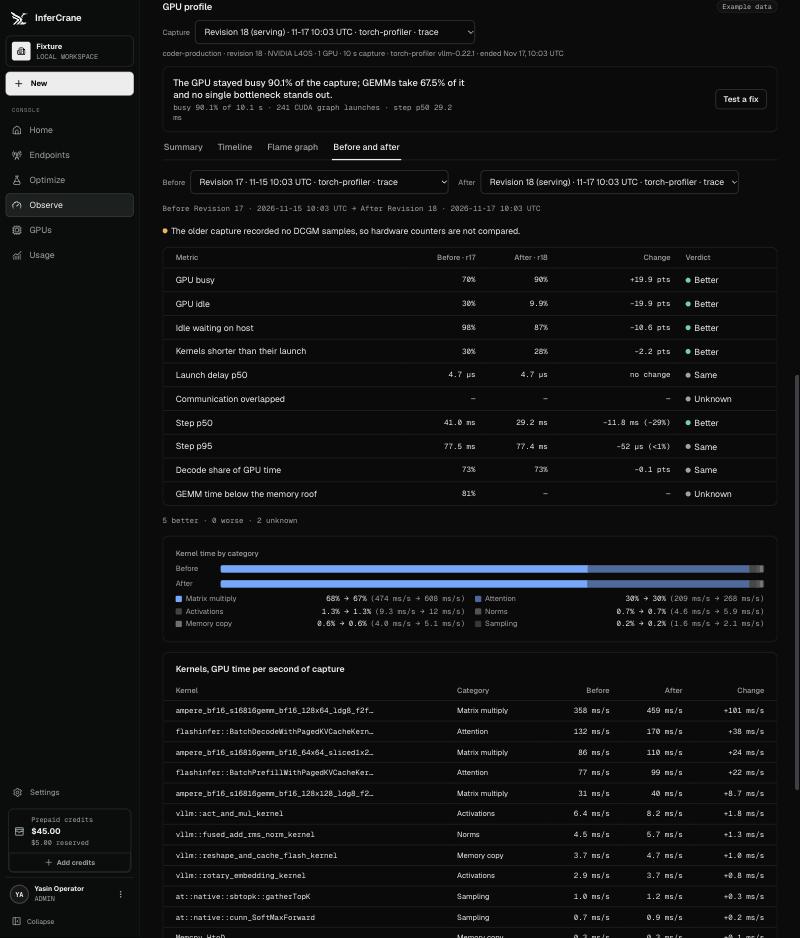 InferCrane
Fixture
LOCAL WORKSPACE
New
CONSOLE
Home
Endpoints
Optimize
Observe
GPUs
Usage
Settings
Prepaid credits
$45.00
$5.00 reserved
Add credits
YA
Yasin Operator
ADMIN
Collapse
GPU profile
Example data
Capture
Revision 18 (serving) · 11-17 10:03 UTC · torch-profiler · trace
coder-production · revision 18 · NVIDIA L40S · 1 GPU · 10 s capture · torch-profiler vllm-0.22.1 · ended Nov 17, 10:03 UTC
The GPU stayed busy 90.1% of the capture; GEMMs take 67.5% of it
and no single bottleneck stands out.
busy 90.1% of 10.1 s · 241 CUDA graph launches · step p50 29.2
ms
Test a fix
Summary Timeline Flame graph Before and after
Before Revision 17 · 11-15 10:03 UTC · torch-profiler · trace After Revision 18 (serving) · 11-17 10:03 UTC · torch-profiler · trace
Before Revision 17 · 2026-11-15 10:03 UTC → After Revision 18 · 2026-11-17 10:03 UTC
The older capture recorded no DCGM samples, so hardware counters are not compared.
Metric Before · r17 After · r18 Change Verdict
GPU busy 70% 90% +19.9 pts Better
GPU idle 30% 9.9% −19.9 pts Better
Idle waiting on host 98% 87% −10.6 pts Better
Kernels shorter than their launch 30% 28% −2.2 pts Better
Launch delay p50 4.7 µs 4.7 µs no change Same
Communication overlapped – – – Unknown
Step p50 41.0 ms 29.2 ms −11.8 ms (−29%) Better
Step p95 77.5 ms 77.4 ms −52 µs (<1%) Same
Decode share of GPU time 73% 73% −0.1 pts Same
GEMM time below the memory roof 81% – – Unknown
5 better · 0 worse · 2 unknown
Kernel time by category
Before
After
Matrix multiply 68% → 67% (474 ms/s → 608 ms/s) Attention 30% → 30% (209 ms/s → 268 ms/s)
Activations 1.3% → 1.3% (9.3 ms/s → 12 ms/s) Norms 0.7% → 0.7% (4.6 ms/s → 5.9 ms/s)
Memory copy 0.6% → 0.6% (4.0 ms/s → 5.1 ms/s) Sampling 0.2% → 0.2% (1.6 ms/s → 2.1 ms/s)
Kernels, GPU time per second of capture
Kernel Category Before After Change
ampere_bf16_s16816gemm_bf16_128x64_ldg8_f2f… Matrix multiply 358 ms/s 459 ms/s +101 ms/s
flashinfer::BatchDecodeWithPagedKVCacheKern… Attention 132 ms/s 170 ms/s +38 ms/s
ampere_bf16_s16816gemm_bf16_64x64_sliced1x2… Matrix multiply 86 ms/s 110 ms/s +24 ms/s
flashinfer::BatchPrefillWithPagedKVCacheKer… Attention 77 ms/s 99 ms/s +22 ms/s
ampere_bf16_s16816gemm_bf16_128x128_ldg8_f2… Matrix multiply 31 ms/s 40 ms/s +8.7 ms/s
vllm::act_and_mul_kernel Activations 6.4 ms/s 8.2 ms/s +1.8 ms/s
vllm::fused_add_rms_norm_kernel Norms 4.5 ms/s 5.7 ms/s +1.3 ms/s
vllm::reshape_and_cache_flash_kernel Memory copy 3.7 ms/s 4.7 ms/s +1.0 ms/s
vllm::rotary_embedding_kernel Activations 2.9 ms/s 3.7 ms/s +0.8 ms/s
at::native::sbtopk::gatherTopK Sampling 1.0 ms/s 1.2 ms/s +0.3 ms/s
at::native::cunn_SoftMaxForward Sampling 0.7 ms/s 0.9 ms/s +0.2 ms/s
Memcpy HtoD Memory copy 0.3 ms/s 0.3 ms/s +0.1 ms/s